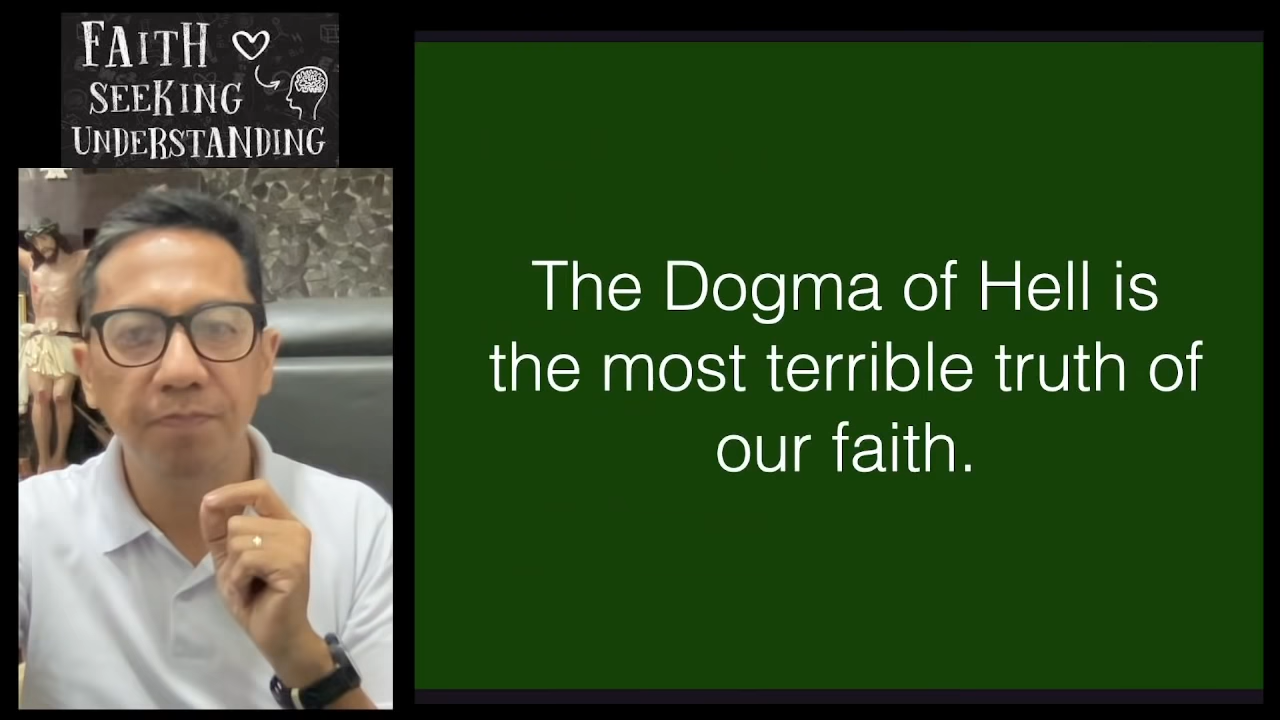 FAITH
SEEKING
UNDERSTANDING
The Dogma of Hell is
the most terrible truth of
our faith.